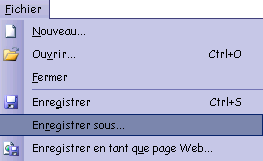 Fichier
Nouveau...
Ouvrir... Ctrl+O
Fermer
Enregistrer Ctrl+S
Enregistrer sous...
Enregistrer en tant que page Web...